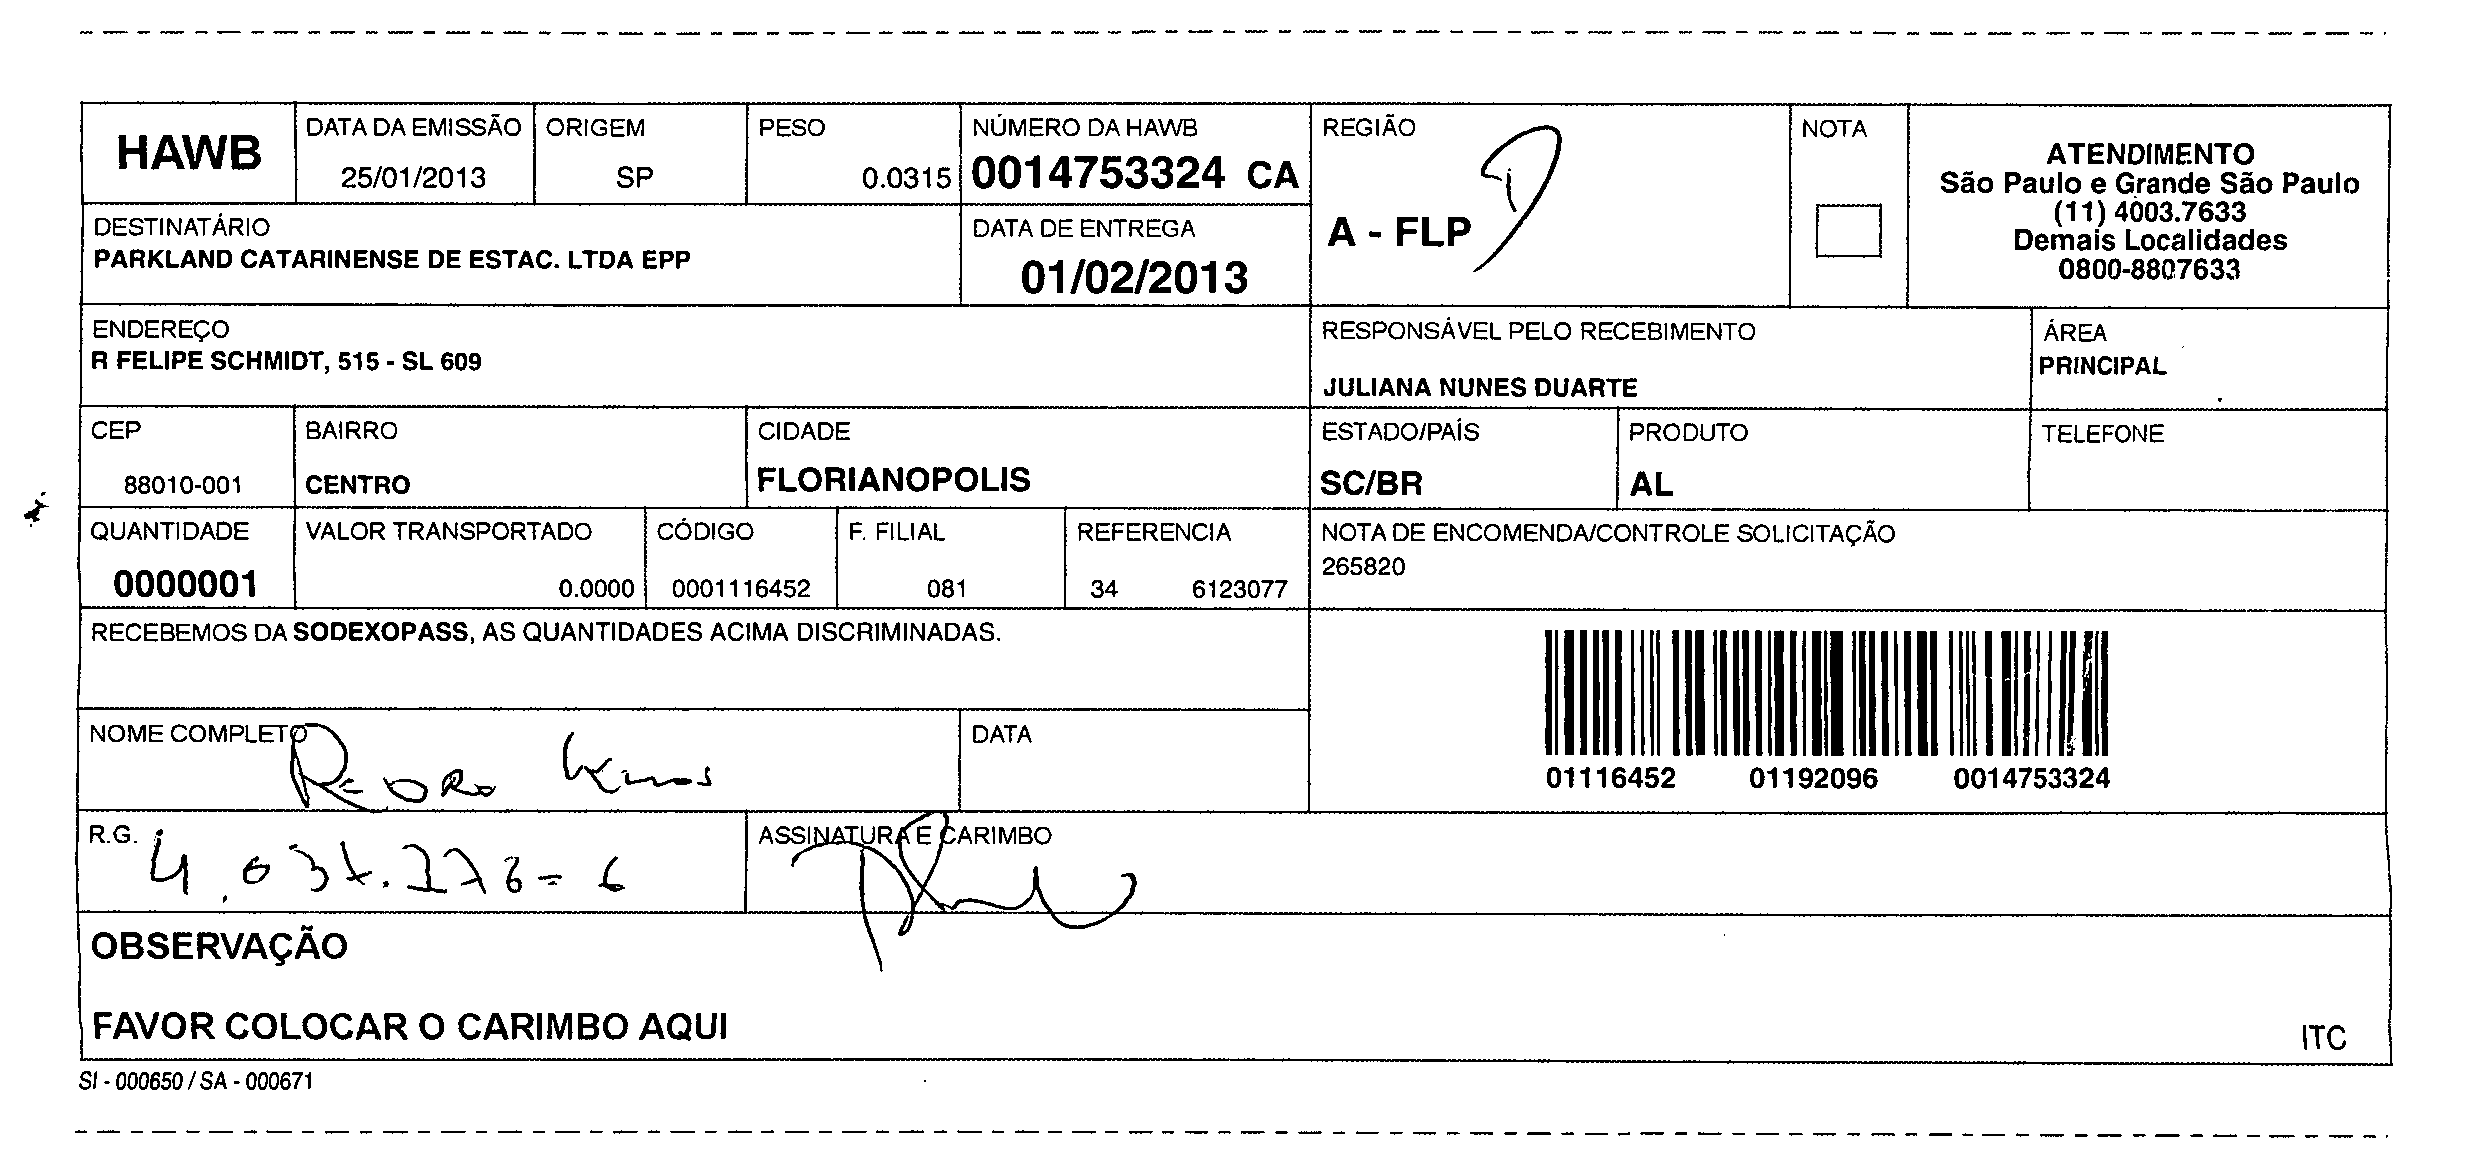 HAWB
DATA DA EMISSÃO
25/01/2013
ORIGEM
SP
PESO
0.0315
NÚMERO DA HAWB
0014753324 CA
REGIÃO
A - FLP
NOTA
ATENDIMENTO
São Paulo e Grande São Paulo
(11) 4003.7633
Demais Localidades
0800-8807633
DESTINATÁRIO
PARKLAND CATARINENSE DE ESTAC. LTDA EPP
DATA DE ENTREGA
01/02/2013
ENDEREÇO
R FELIPE SCHMIDT, 515 - SL 609
RESPONSÁVEL PELO RECEBIMENTO
JULIANA NUNES DUARTE
ÁREA
PRINCIPAL
CEP
88010-001
BAIRRO
CENTRO
CIDADE
FLORIANOPOLIS
ESTADO/PAÍS
SC/BR
PRODUTO
AL
TELEFONE
QUANTIDADE
0000001
VALOR TRANSPORTADO
0.0000
CÓDIGO
0001116452
F. FILIAL
081
REFERENCIA
34 6123077
NOTA DE ENCOMENDA/CONTROLE SOLICITAÇÃO
265820
RECEBEMOS DA SODEXOPASS, AS QUANTIDADES ACIMA DISCRIMINADAS.
01116452 01192096 0014753324
NOME COMPLETO
PEDRO
DATA
R.G.
ASSINATURA E CARIMBO
OBSERVAÇÃO
FAVOR COLOCAR O CARIMBO AQUI
ITC
SI - 000650 / SA - 000671